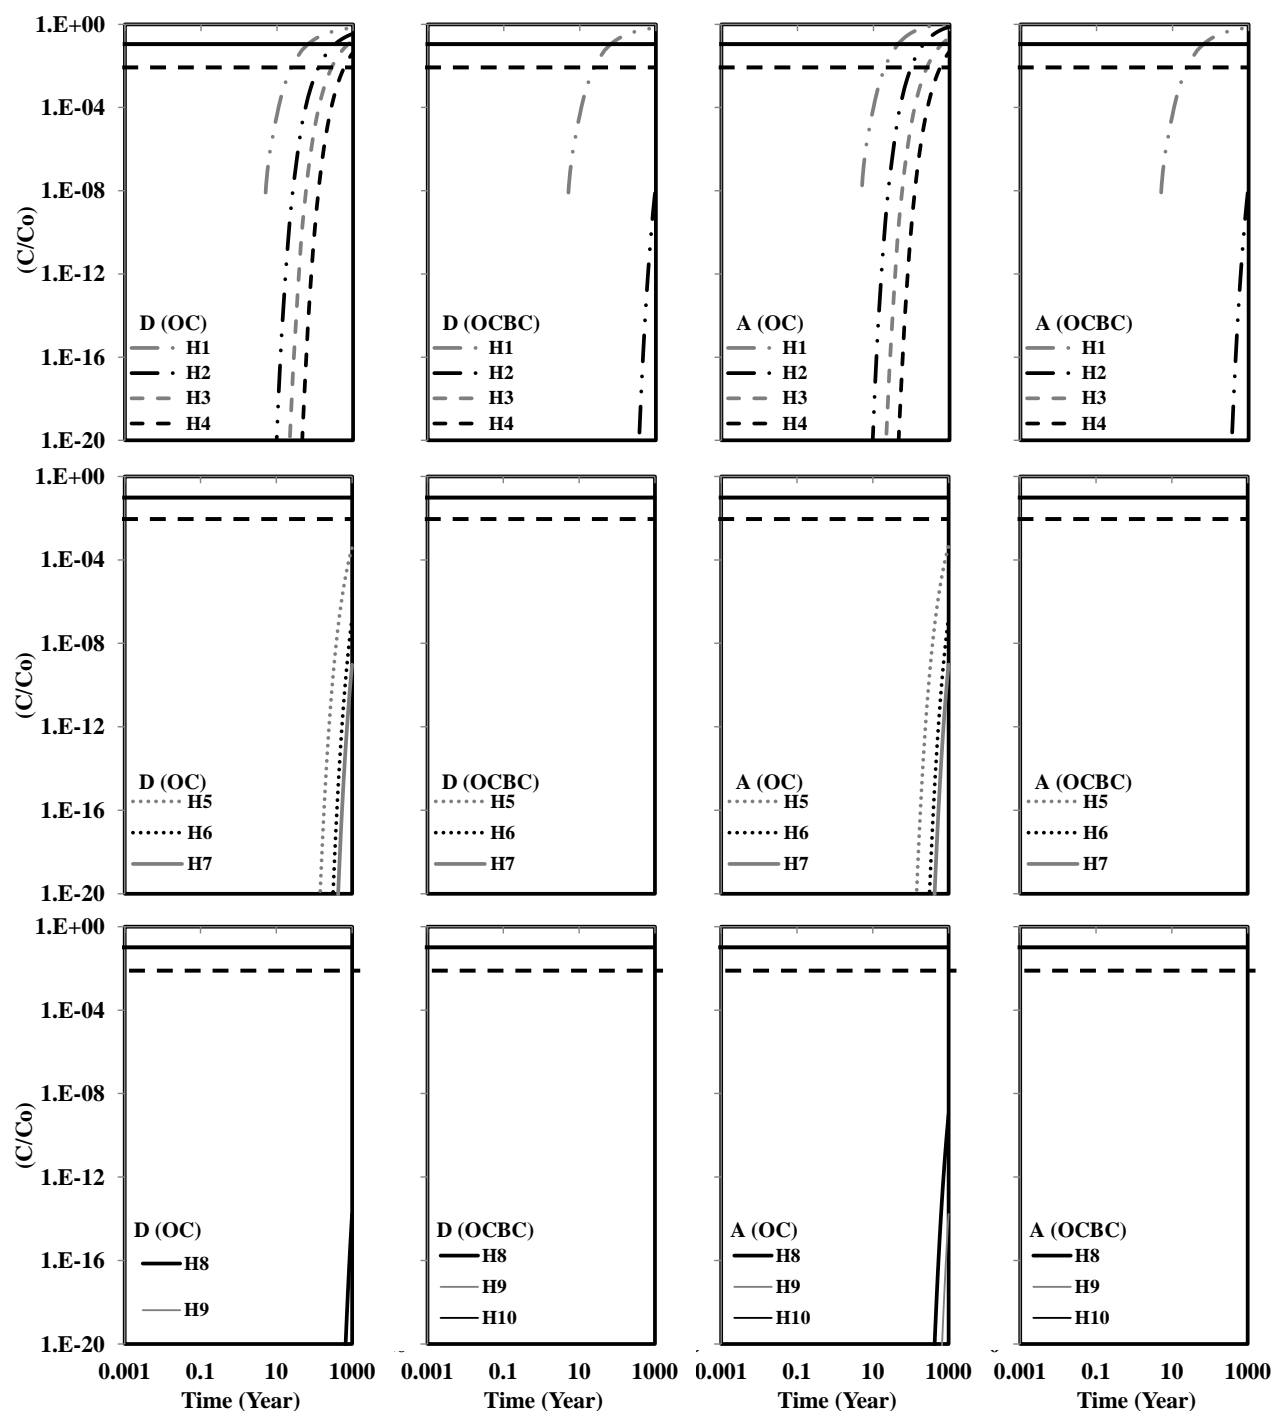 1.E+00
1.E-04
1.E-08
1.E-12
1.E-16
1.E-20
(C/Co)
D (OC)
H1
H2
H3
H4
D (OCBC)
H1
H2
H3
H4
A (OC)
H1
H2
H3
H4
A (OCBC)
H1
H2
H3
H4
1.E+00
1.E-04
1.E-08
1.E-12
1.E-16
1.E-20
(C/Co)
D (OC)
H5
H6
H7
D (OCBC)
H5
H6
H7
A (OC)
H5
H6
H7
A (OCBC)
H5
H6
H7
1.E+00
1.E-04
1.E-08
1.E-12
1.E-16
1.E-20
(C/Co)
D (OC)
H8
H9
D (OCBC)
H8
H9
H10
A (OC)
H8
H9
H10
A (OCBC)
H8
H9
H10
0.001 0.1 10 1000
Time (Year)
0.001 0.1 10 1000
Time (Year)
0.001 0.1 10 1000
Time (Year)
0.001 0.1 10 1000
Time (Year)